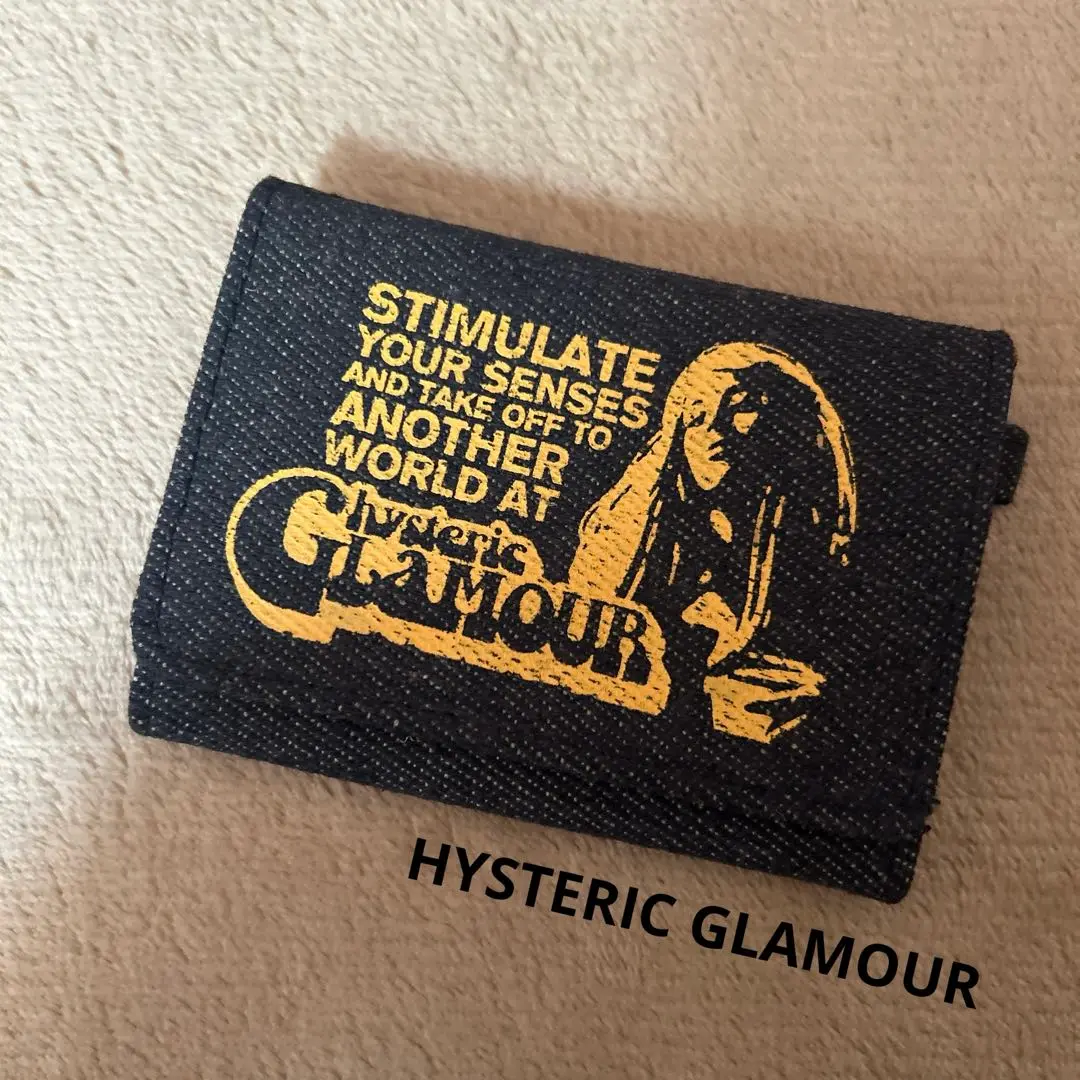 STIMULATE
YOUR SENSES
AND TAKE OFF TO
ANOTHER
WORLD AT
hysteric
GLAMOUR
HYSTERIC GLAMOUR